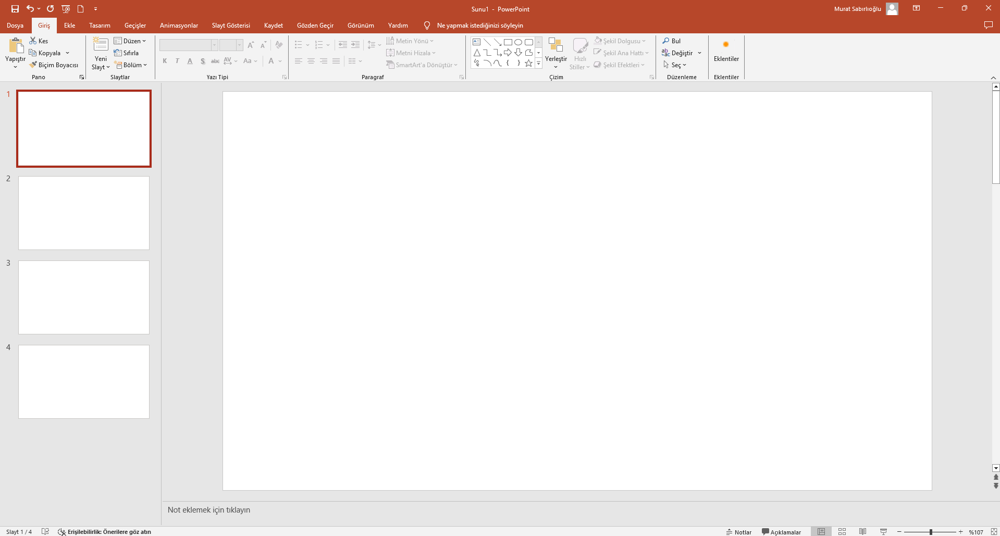 Sunu1 - PowerPoint
Murat Sabırlıoğlu
Dosya Giriş Ekle Tasarım Geçişler Animasyonlar Slayt Gösterisi Kaydet Gözden Geçir Görünüm Yardım Ne yapmak istediğinizi söyleyin
Yapıştır
Kes
Kopyala
Biçim Boyacısı
Pano
Yeni
Slayt
Düzen
Sıfırla
Bölüm
Slaytlar
K T A S abc AV Aa A
Yazı Tipi
Metin Yönü
Metni Hizala
SmartArt'a Dönüştür
Paragraf
Yerleştir
Hızlı
Stiller
Şekil Dolgusu
Şekil Ana Hattı
Şekil Efektleri
Çizim
Bul
Değiştir
Seç
Düzenleme
Eklentiler
Eklentiler
1
2
3
4
Not eklemek için tıklayın
Slayt 1 / 4 Erişilebilirlik: Önerilere göz atın Notlar Açıklamalar %107